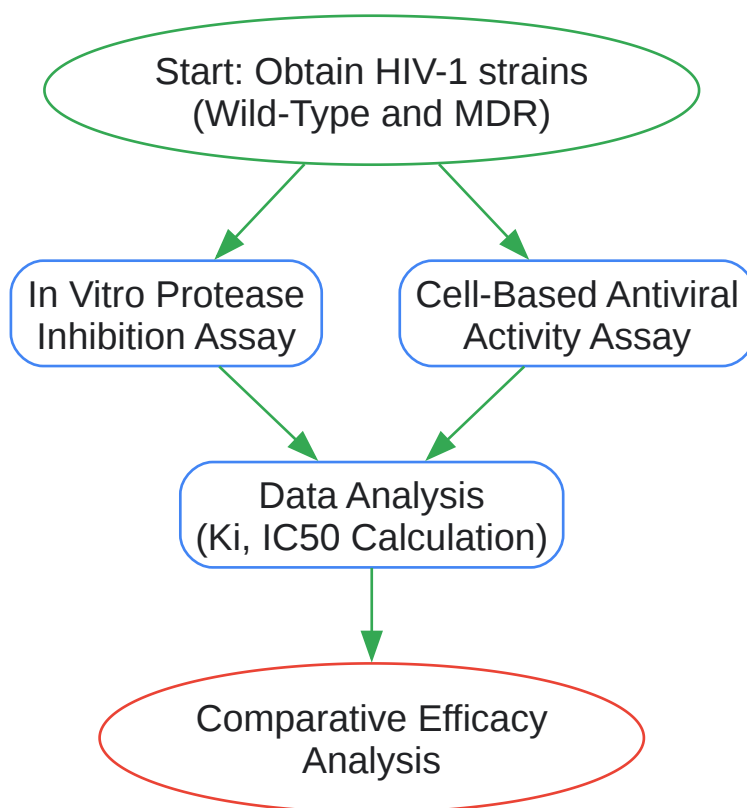 Start: Obtain HIV-1 strains
(Wild-Type and MDR)
In Vitro Protease
Inhibition Assay
Cell-Based Antiviral
Activity Assay
Data Analysis
(Ki, IC50 Calculation)
Comparative Efficacy
Analysis